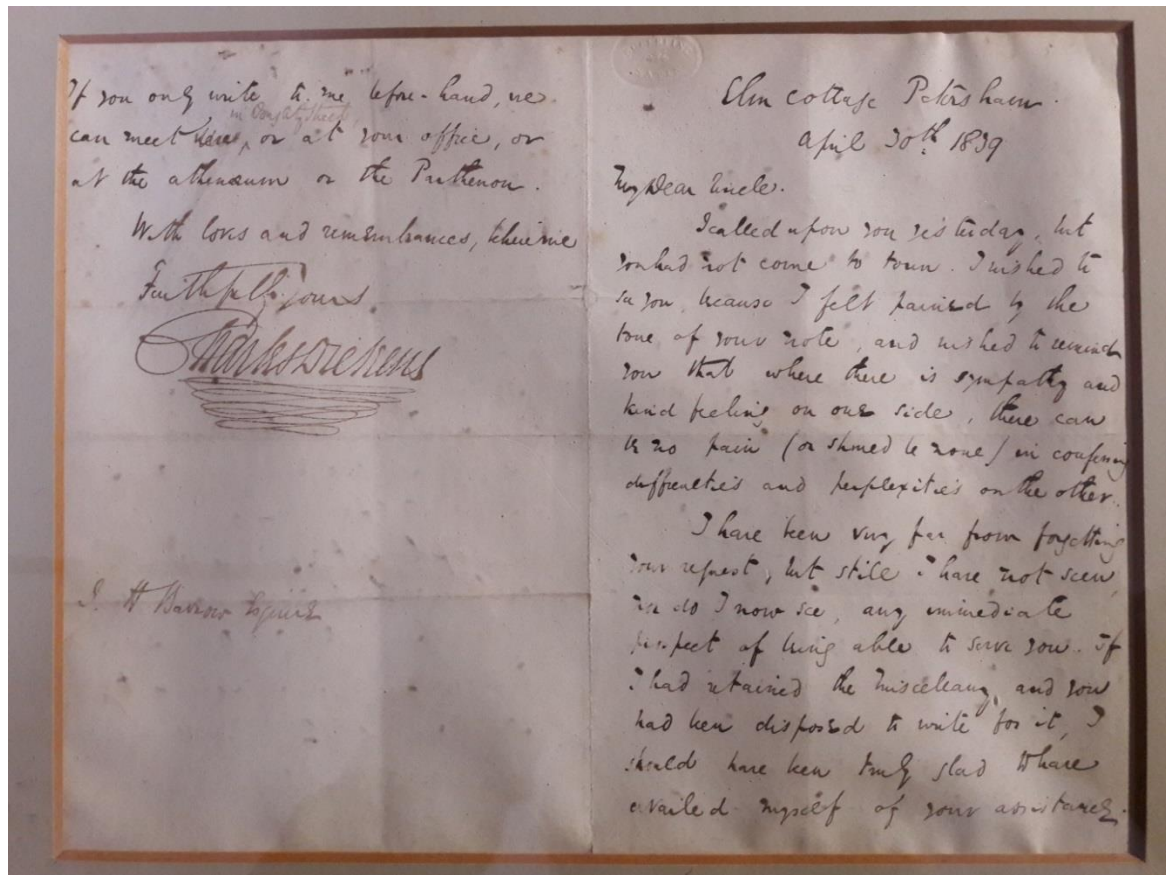 Elm Cottage Petersham.
April 30th. 1839
My Dear Uncle.
I called upon you yesterday, but
you had not come to town. I wished to
see you because I felt pained by the
tone of your note, and wished to remind
you that where there is sympathy and
kind feeling on one side, there can
be no pain (or should be none) in confessing
difficulties and perplexities on the other.
I have been very far from forgetting
your request, but still I have not seen,
nor do I now see, any immediate
prospect of being able to serve you. If
I had retained the Miscellany, and you
had been disposed to write for it, I
should have been truly glad to have
availed myself of your assistance.
If you only write to me before-hand, we
in Doughty Street,
can meet here, or at your office, or
at the athenæum or the Parthenon.
With loves and remembrances, believe me
Faithfully Yours
Charles Dickens
J. H Barrow Esquire